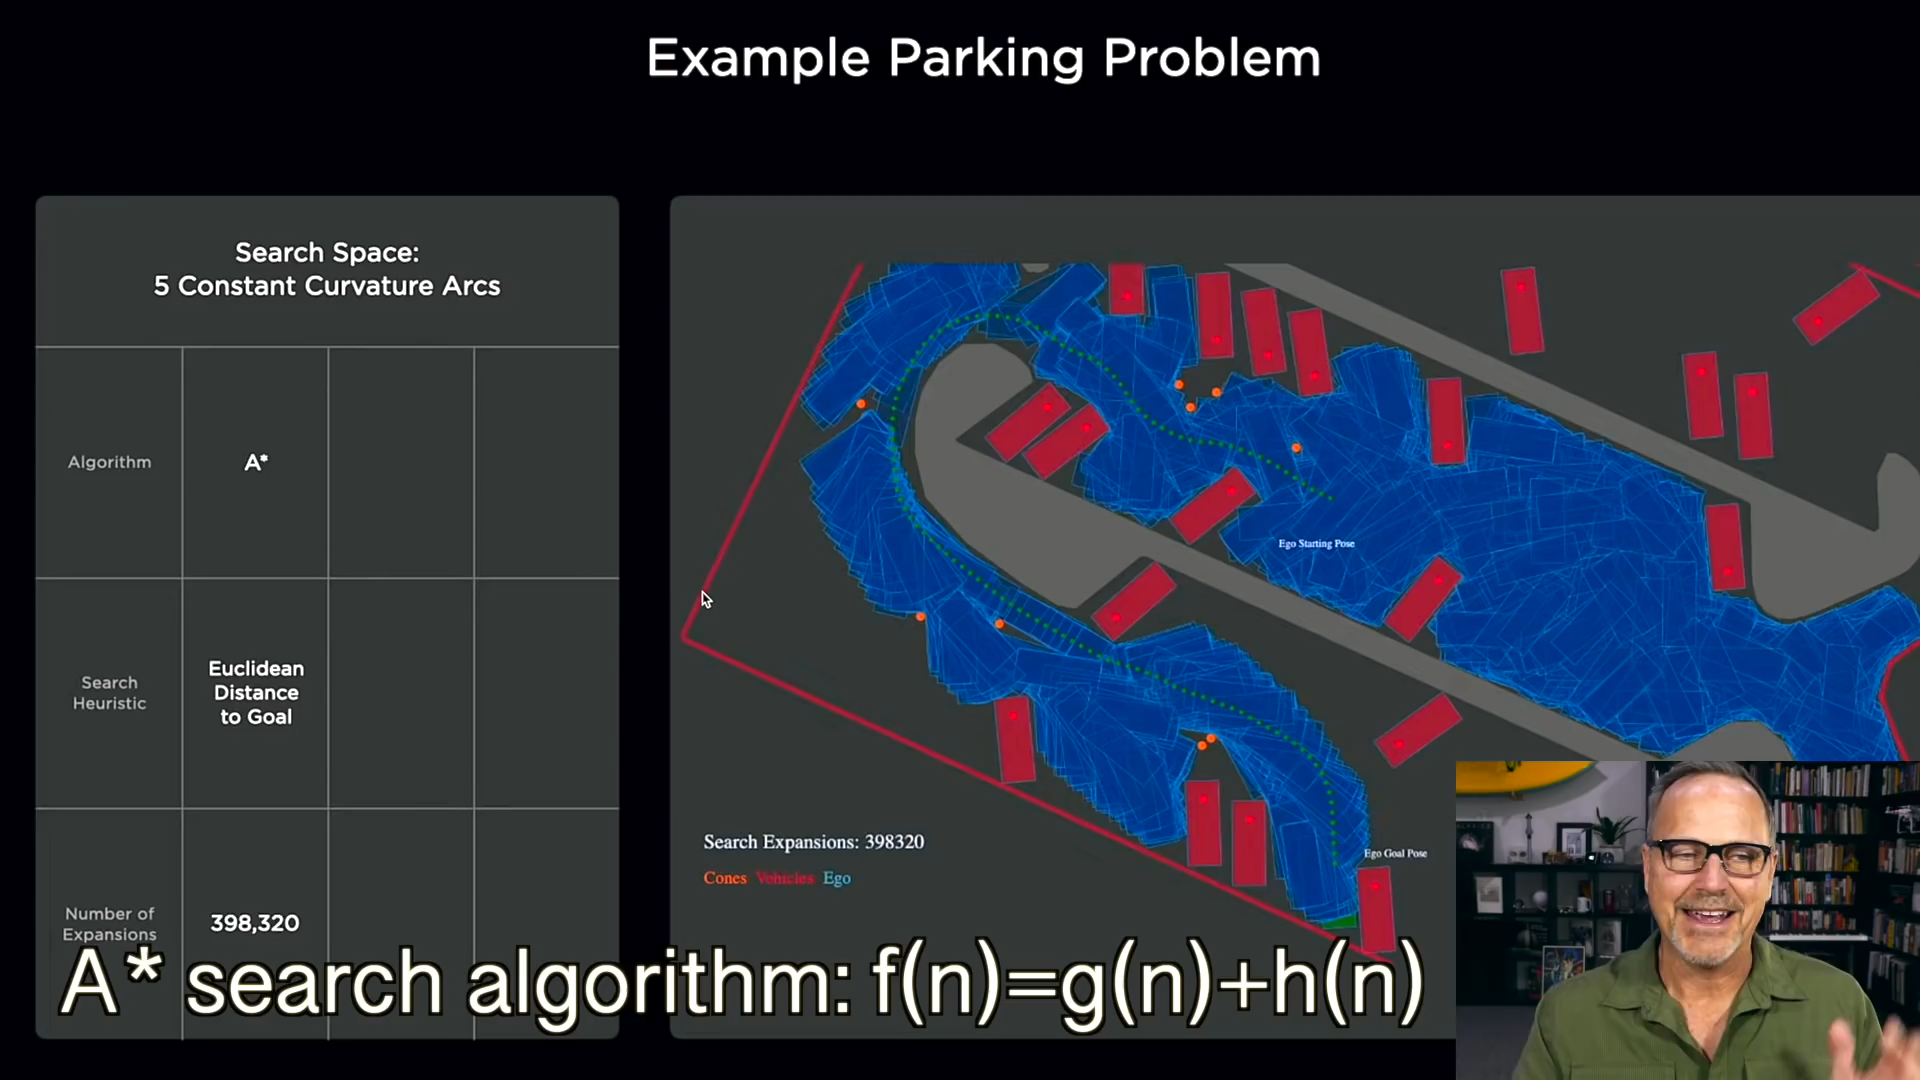 Example Parking Problem
Search Space:
5 Constant Curvature Arcs
Algorithm
A*
Search
Heuristic
Euclidean
Distance
to Goal
Number of
Expansions
398,320
Ego Starting Pose
Ego Goal Pose
Search Expansions: 398320
Cones Vehicles Ego
A* search algorithm: f(n)=g(n)+h(n)